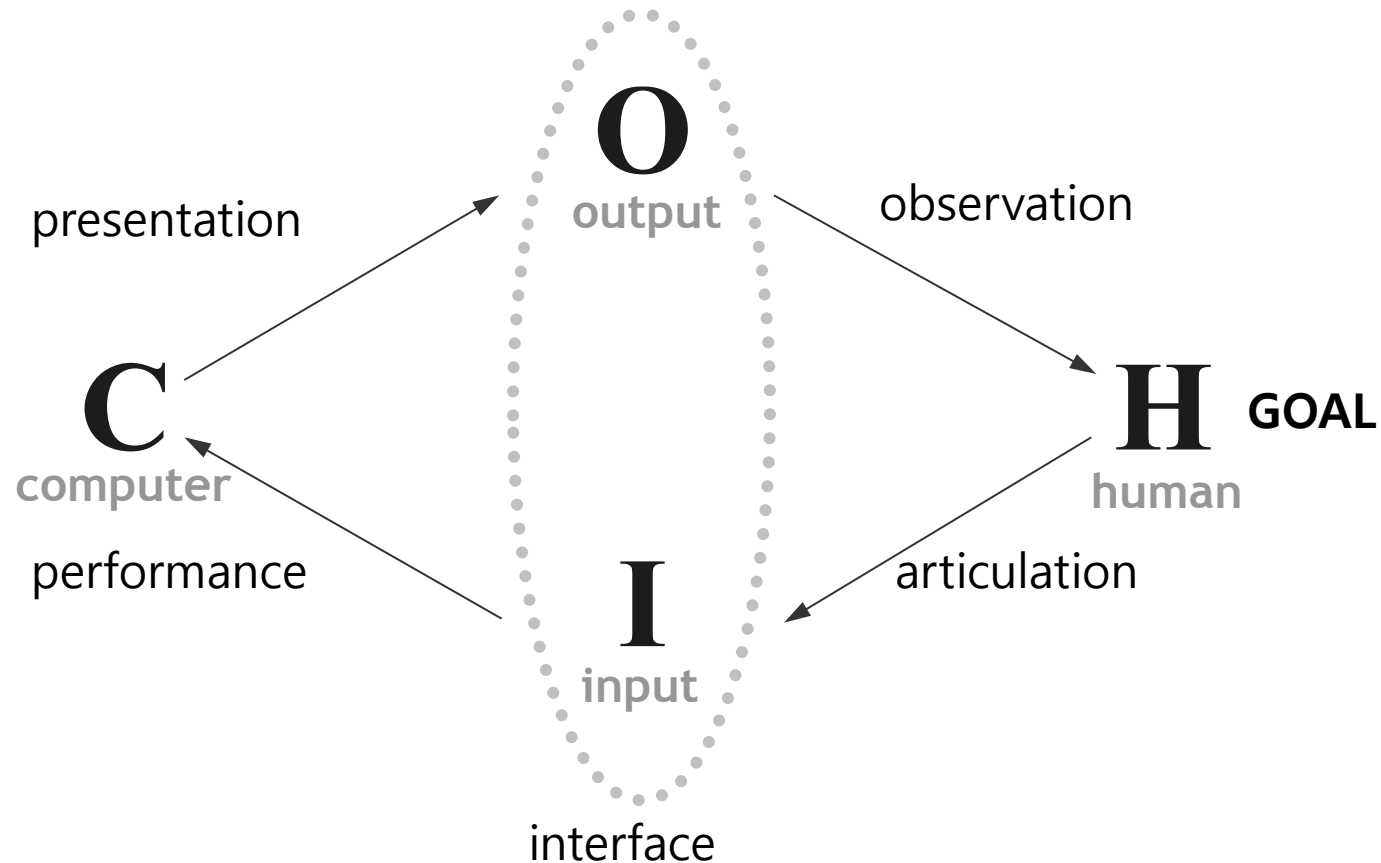 O
output
presentation
observation
C
computer
H
human
GOAL
performance
articulation
I
input
interface